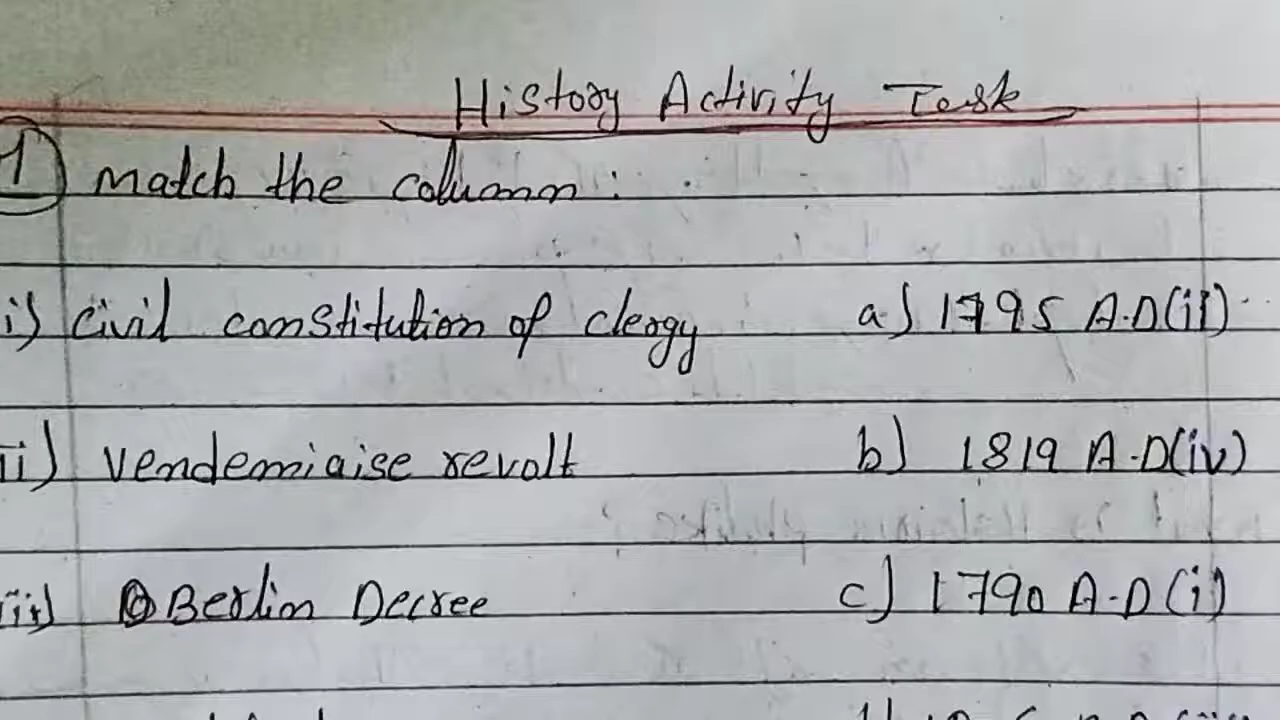 History Activity Task
1 Match the column:
i) civil constitution of clergy a) 1795 A.D(ii)
ii) Vendemiaise revolt b) 1819 A.D(iv)
iii) Berlin Decree c) 1790 A.D(i)